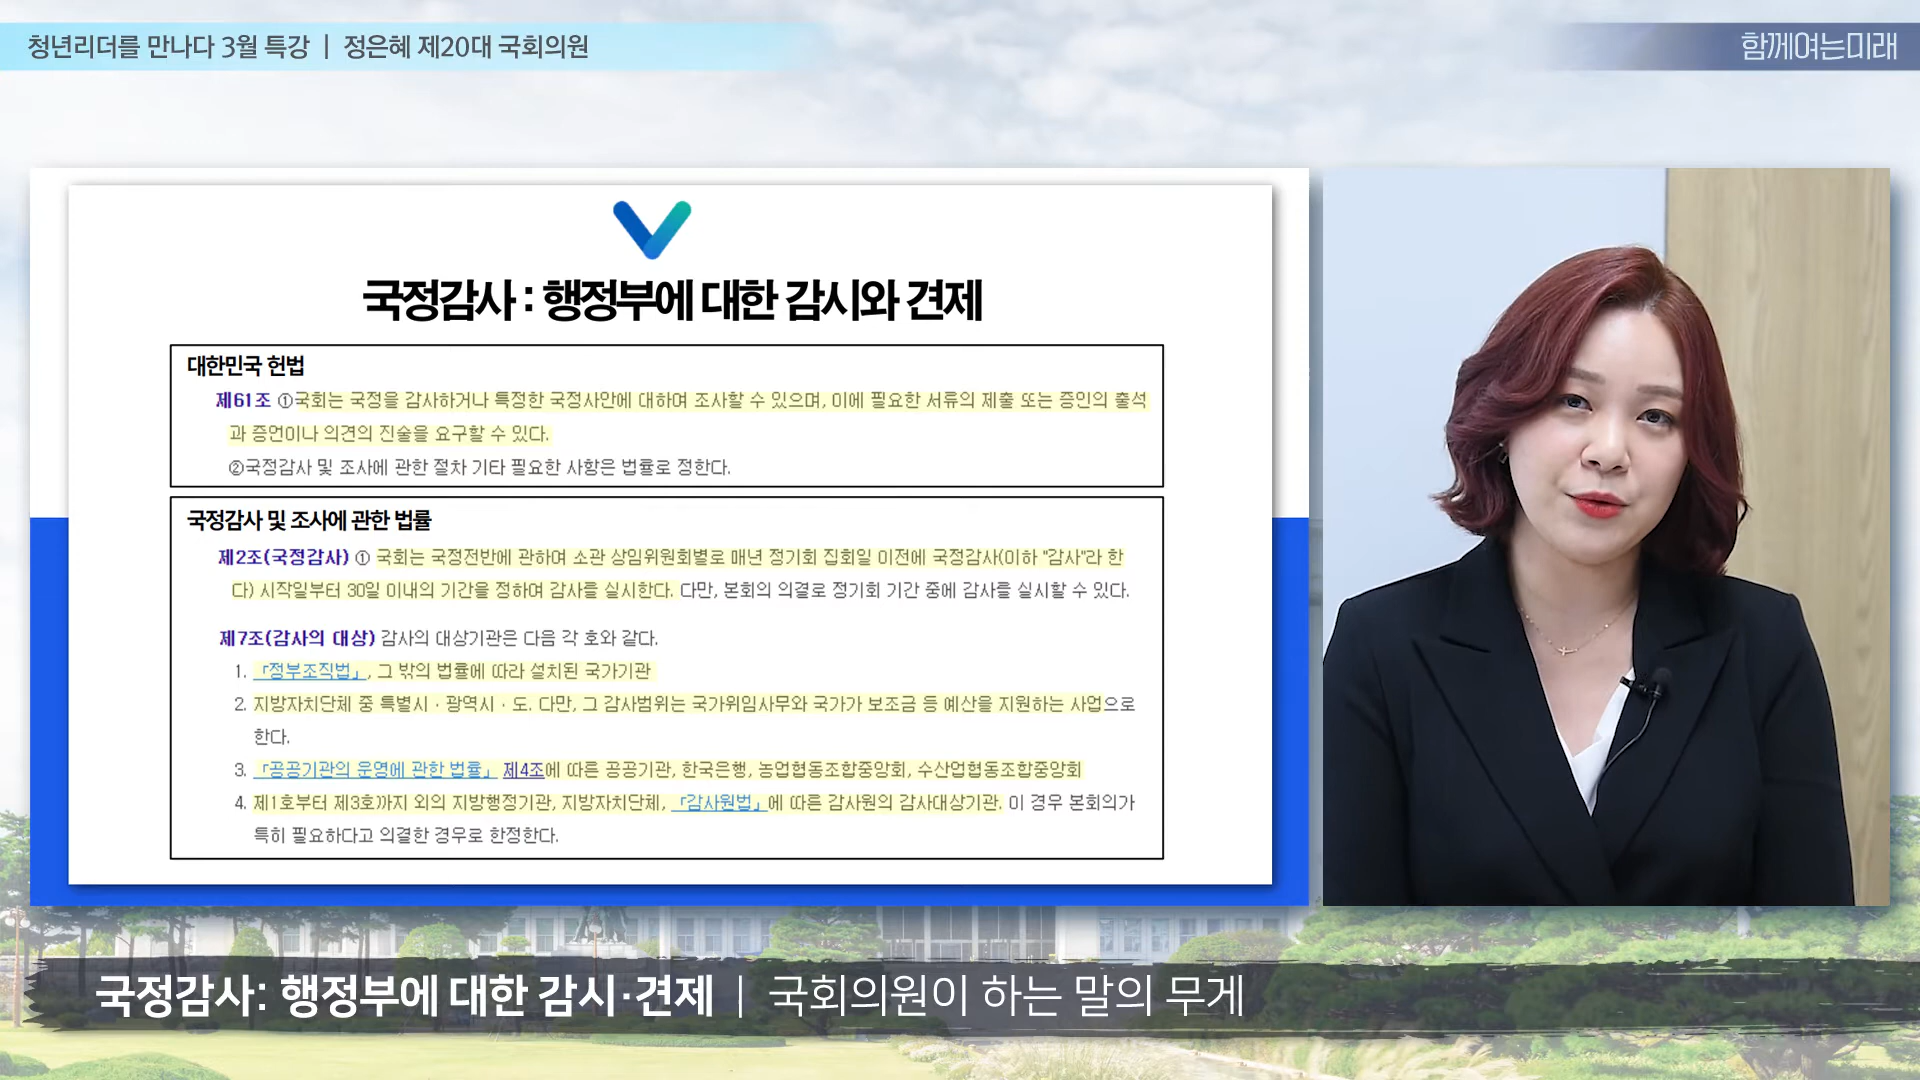 청년리더를 만나다 3월 특강 | 정은혜 제20대 국회의원
함께여는미래
국정감사 : 행정부에 대한 감시와 견제
대한민국 헌법
제61조 ①국회는 국정을 감사하거나 특정한 국정사안에 대하여 조사할 수 있으며, 이에 필요한 서류의 제출 또는 증인의 출석
과 증언이나 의견의 진술을 요구할 수 있다.
②국정감사 및 조사에 관한 절차 기타 필요한 사항은 법률로 정한다.
국정감사 및 조사에 관한 법률
제2조(국정감사) ① 국회는 국정전반에 관하여 소관 상임위원회별로 매년 정기회 집회일 이전에 국정감사(이하 "감사"라 한
다) 시작일부터 30일 이내의 기간을 정하여 감사를 실시한다. 다만, 본회의 의결로 정기회 기간 중에 감사를 실시할 수 있다.
제7조(감사의 대상) 감사의 대상기관은 다음 각 호와 같다.
1. 「정부조직법」, 그 밖의 법률에 따라 설치된 국가기관
2. 지방자치단체 중 특별시ㆍ광역시ㆍ도. 다만, 그 감사범위는 국가위임사무와 국가가 보조금 등 예산을 지원하는 사업으로
한다.
3. 「공공기관의 운영에 관한 법률」 제4조에 따른 공공기관, 한국은행, 농업협동조합중앙회, 수산업협동조합중앙회
4. 제1호부터 제3호까지 외의 지방행정기관, 지방자치단체, 「감사원법」에 따른 감사원의 감사대상기관. 이 경우 본회의가
특히 필요하다고 의결한 경우로 한정한다.
국정감사: 행정부에 대한 감시·견제 | 국회의원이 하는 말의 무게